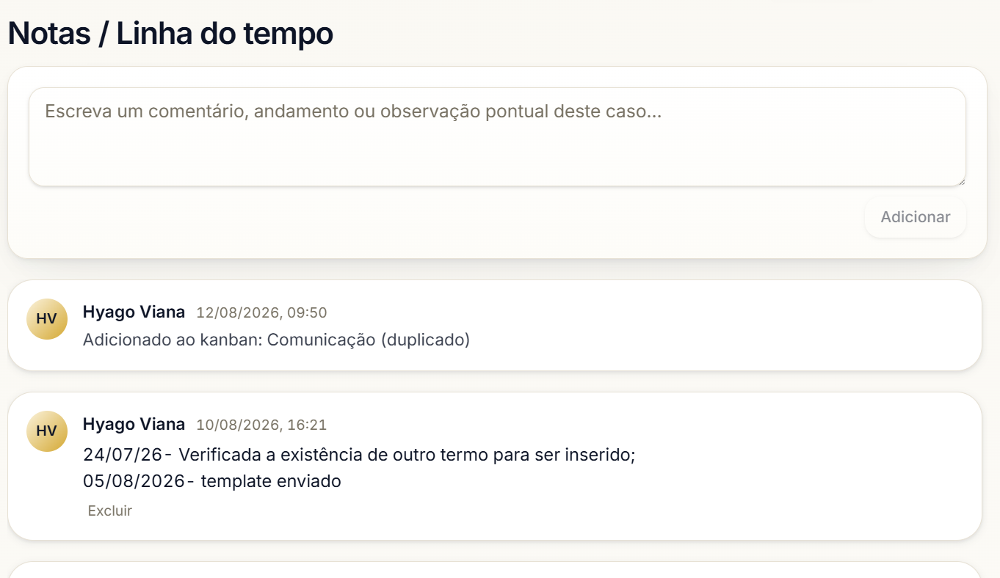 Notas / Linha do tempo
Escreva um comentário, andamento ou observação pontual deste caso...
Adicionar
HV
Hyago Viana 12/08/2026, 09:50
Adicionado ao kanban: Comunicação (duplicado)
HV
Hyago Viana 10/08/2026, 16:21
24/07/26- Verificada a existência de outro termo para ser inserido;
05/08/2026- template enviado
Excluir